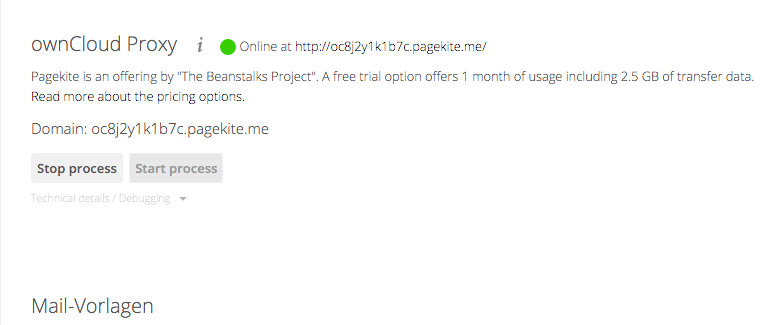 ownCloud Proxy i Online at http://oc8j2y1k1b7c.pagekite.me/
Pagekite is an offering by "The Beanstalks Project". A free trial option offers 1 month of usage including 2.5 GB of transfer data.
Read more about the pricing options.
Domain: oc8j2y1k1b7c.pagekite.me
Stop process Start process
Technical details / Debugging
Mail-Vorlagen